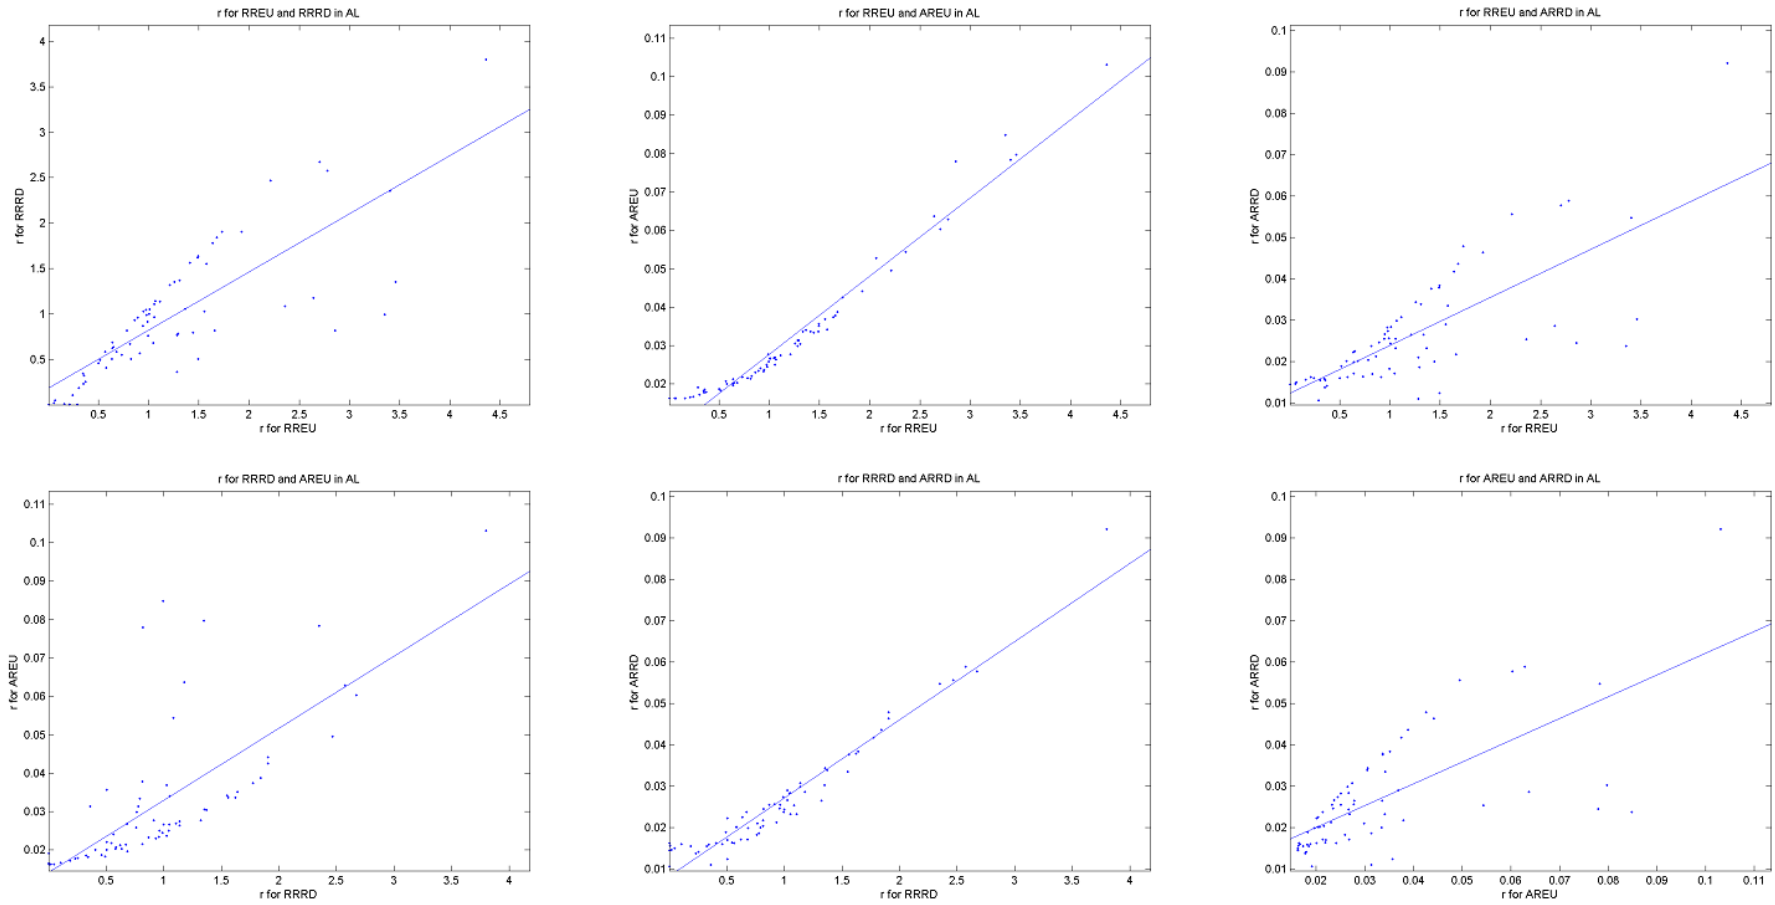 r for RREU and RRRD in AL
4
3.5
3
2.5
2
1.5
1
0.5
r for RRRD
0.5 1 1.5 2 2.5 3 3.5 4 4.5
r for RREU
r for RREU and AREU in AL
0.11
0.1
0.09
0.08
0.07
0.06
0.05
0.04
0.03
0.02
r for AREU
0.5 1 1.5 2 2.5 3 3.5 4 4.5
r for RREU
r for RREU and ARRD in AL
0.1
0.09
0.08
0.07
0.06
0.05
0.04
0.03
0.02
0.01
r for ARRD
0.5 1 1.5 2 2.5 3 3.5 4 4.5
r for RREU
r for RRRD and AREU in AL
0.11
0.1
0.09
0.08
0.07
0.06
0.05
0.04
0.03
0.02
r for AREU
0.5 1 1.5 2 2.5 3 3.5 4
r for RRRD
r for RRRD and ARRD in AL
0.1
0.09
0.08
0.07
0.06
0.05
0.04
0.03
0.02
0.01
r for ARRD
0.5 1 1.5 2 2.5 3 3.5 4
r for RRRD
r for AREU and ARRD in AL
0.1
0.09
0.08
0.07
0.06
0.05
0.04
0.03
0.02
0.01
r for ARRD
0.02 0.03 0.04 0.05 0.06 0.07 0.08 0.09 0.1 0.11
r for AREU